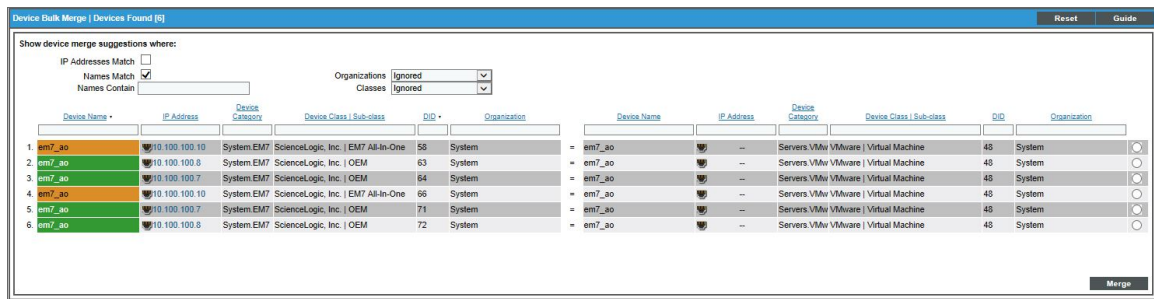 Device Bulk Merge | Devices Found [6] Reset Guide
Show device merge suggestions where:
IP Addresses Match
Names Match Organizations Ignored
Names Contain Classes Ignored
Device Name IP Address Device Category Device Class | Sub-class DID Organization Device Name IP Address Device Category Device Class | Sub-class DID Organization
1. em7_ao 10.100.100.10 System.EM7 ScienceLogic, Inc. | EM7 All-In-One 58 System = em7_ao -- Servers.VMw VMware | Virtual Machine 48 System
2. em7_ao 10.100.100.8 System.EM7 ScienceLogic, Inc. | OEM 63 System = em7_ao -- Servers.VMw VMware | Virtual Machine 48 System
3. em7_ao 10.100.100.7 System.EM7 ScienceLogic, Inc. | OEM 64 System = em7_ao -- Servers.VMw VMware | Virtual Machine 48 System
4. em7_ao 10.100.100.10 System.EM7 ScienceLogic, Inc. | EM7 All-In-One 66 System = em7_ao -- Servers.VMw VMware | Virtual Machine 48 System
5. em7_ao 10.100.100.7 System.EM7 ScienceLogic, Inc. | OEM 71 System = em7_ao -- Servers.VMw VMware | Virtual Machine 48 System
6. em7_ao 10.100.100.8 System.EM7 ScienceLogic, Inc. | OEM 72 System = em7_ao -- Servers.VMw VMware | Virtual Machine 48 System
Merge